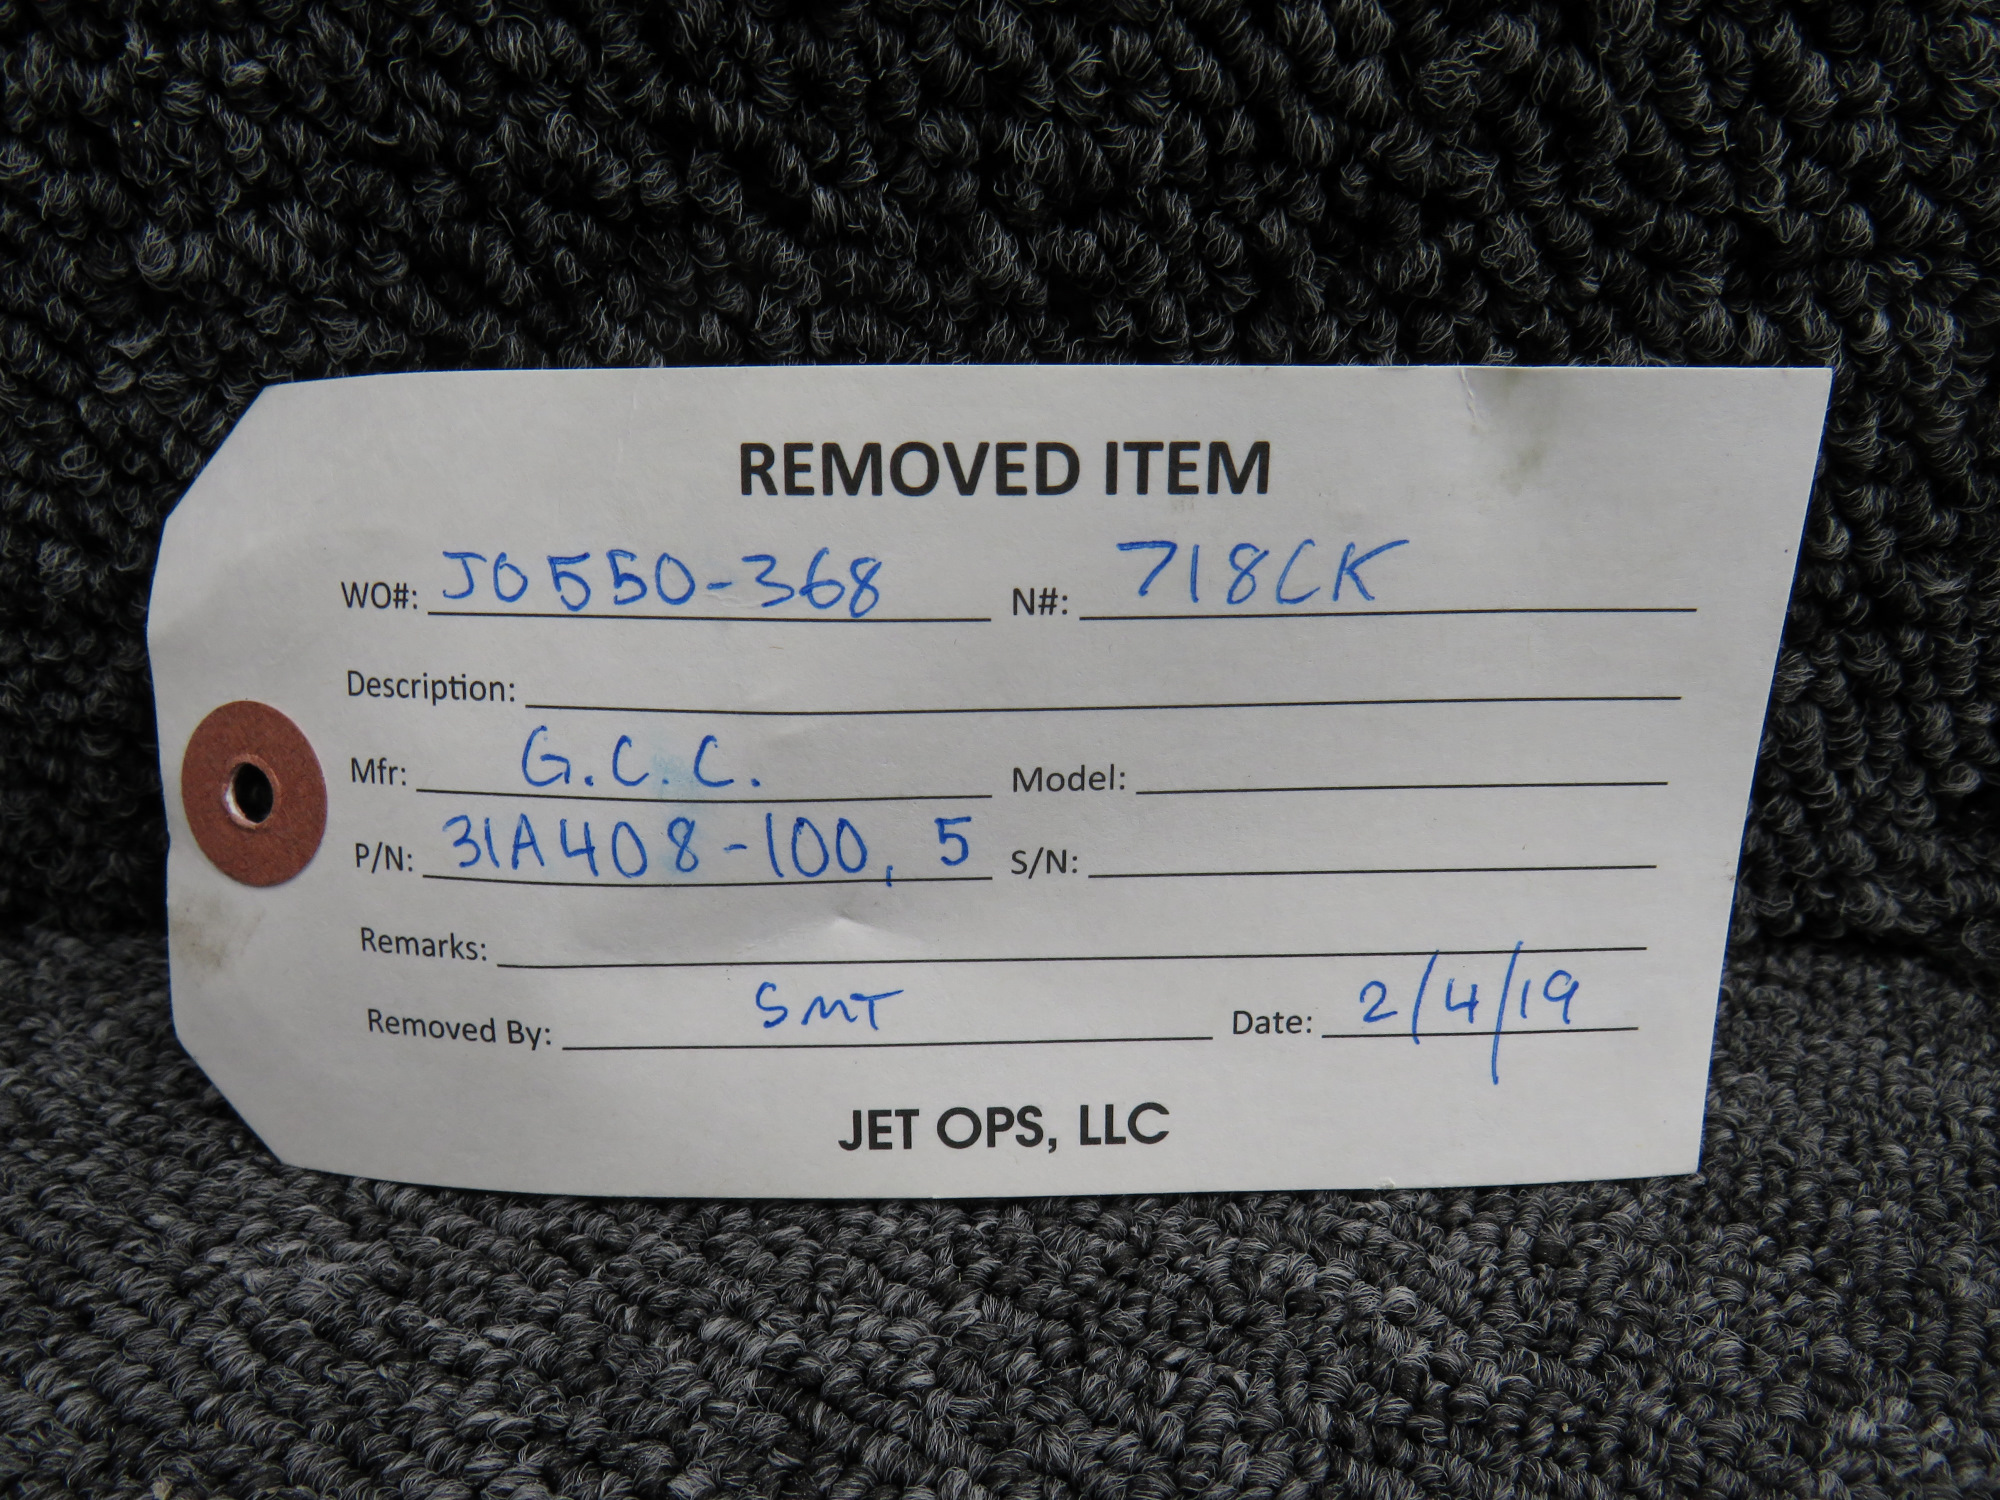 REMOVED ITEM
WO#: JO550-368 N#: 718CK
Description:
Mfr: G.C.C. Model:
P/N: 31A408-100, 5 S/N:
Remarks:
Removed By: SMT Date: 2/4/19
JET OPS, LLC